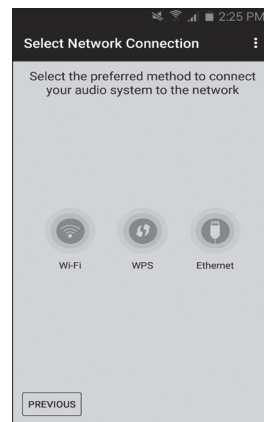 2:25 PM
Select Network Connection
Select the preferred method to connect
your audio system to the network
Wi-Fi WPS Ethernet
PREVIOUS